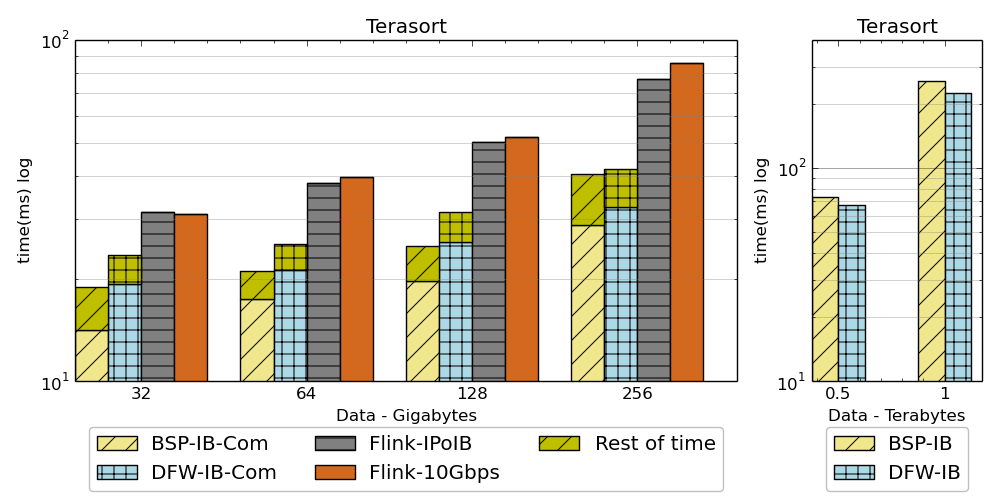 Terasort
Terasort
time(ms) log
10²
10¹
32 64 128 256
Data - Gigabytes
BSP-IB-Com
DFW-IB-Com
Flink-IPoIB
Flink-10Gbps
Rest of time
time(ms) log
10²
10¹
0.5 1
Data - Terabytes
BSP-IB
DFW-IB